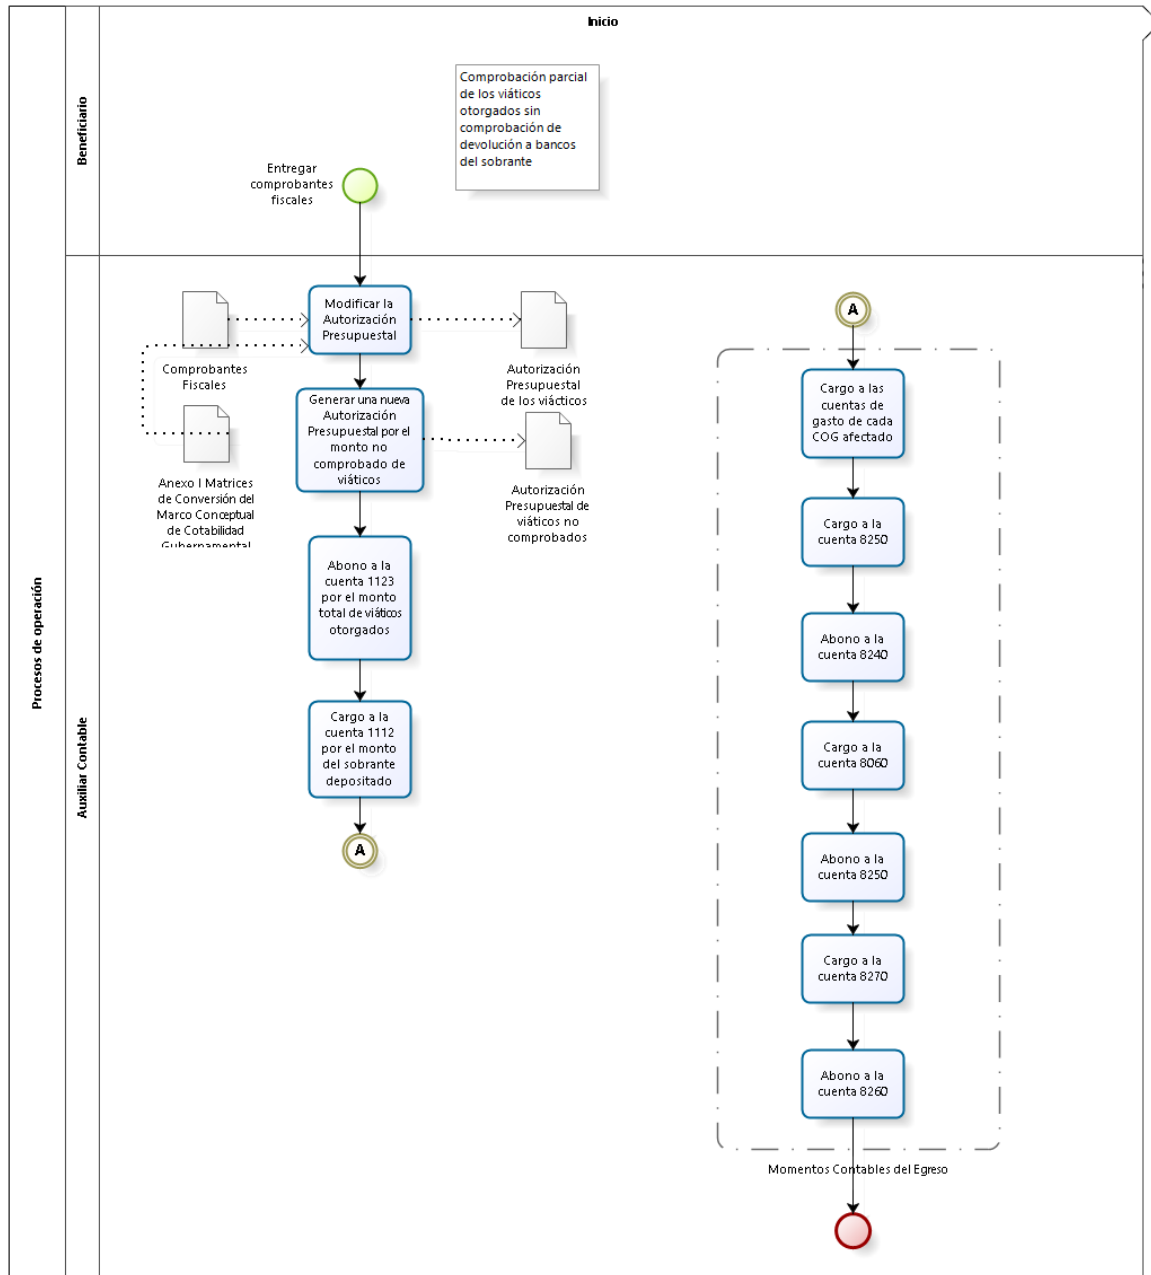 Inicio
Procesos de operación
Beneficiario
Comprobación parcial
de los viáticos
otorgados sin
comprobación de
devolución a bancos
del sobrante
Entregar
comprobantes
fiscales
Auxiliar Contable
Modificar la
Autorización
Presupuestal
Comprobantes
Fiscales
Autorización
Presupuestal
de los viácticos
Generar una nueva
Autorización
Presupuestal por el
monto no
comprobado de
viáticos
Anexo I Matrices
de Conversión del
Marco Conceptual
de Cotabilidad
Gubernamental
Autorización
Presupuestal de
viáticos no
comprobados
Abono a la
cuenta 1123
por el monto
total de viáticos
otorgados
Cargo a la
cuenta 1112
por el monto
del sobrante
depositado
A
A
Cargo a las
cuentas de
gasto de cada
COG afectado
Cargo a la
cuenta 8250
Abono a la
cuenta 8240
Cargo a la
cuenta 8060
Abono a la
cuenta 8250
Cargo a la
cuenta 8270
Abono a la
cuenta 8260
Momentos Contables del Egreso